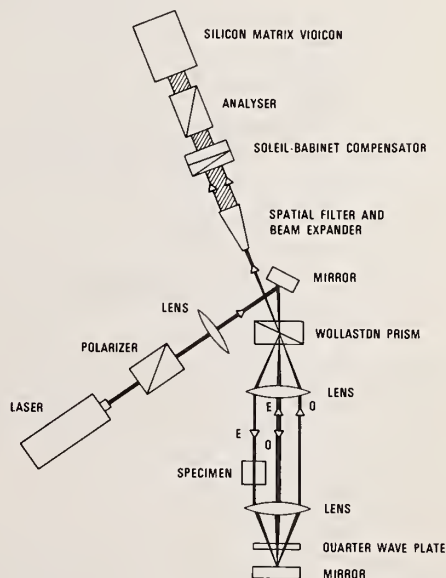 SILICON MATRIX VIDICON
ANALYSER
SOLEIL-BABINET COMPENSATOR
SPATIAL FILTER AND
BEAM EXPANDER
MIRROR
LENS
WOLLASTDN PRISM
POLARIZER
LENS
LASER
E O
E
O
SPECIMEN
LENS
QUARTER WAVE PLATE
MIRROR